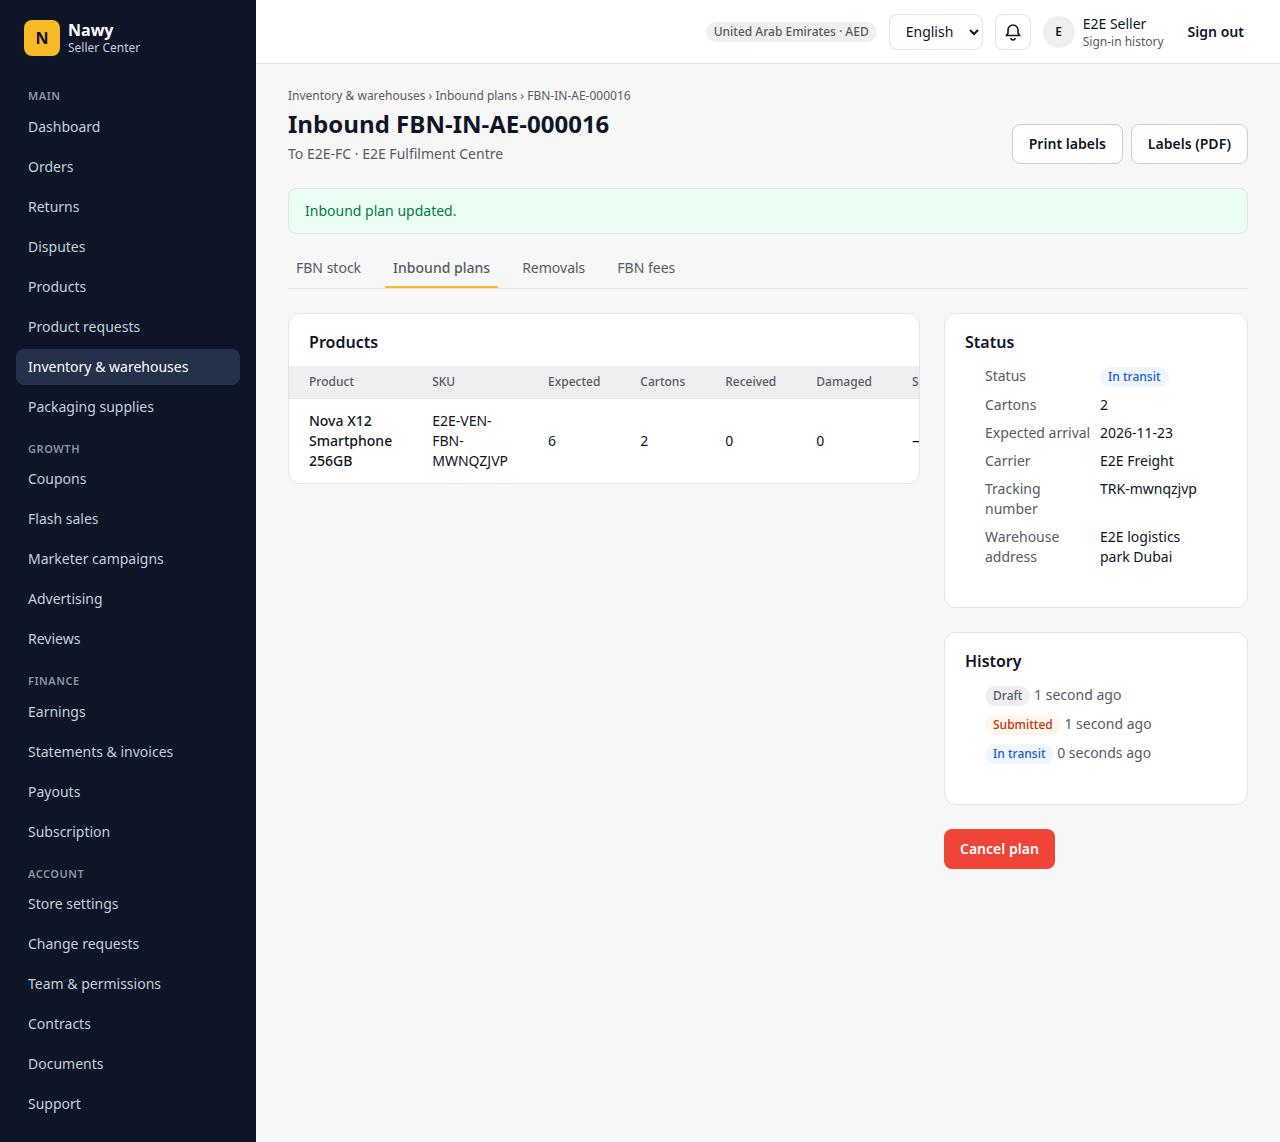 N
Nawy
Seller Center
MAIN
Dashboard
Orders
Returns
Disputes
Products
Product requests
Inventory & warehouses
Packaging supplies
GROWTH
Coupons
Flash sales
Marketer campaigns
Advertising
Reviews
FINANCE
Earnings
Statements & invoices
Payouts
Subscription
ACCOUNT
Store settings
Change requests
Team & permissions
Contracts
Documents
Support
United Arab Emirates · AED
English
E
E2E Seller
Sign-in history
Sign out
Inventory & warehouses › Inbound plans › FBN-IN-AE-000016
Inbound FBN-IN-AE-000016
To E2E-FC · E2E Fulfilment Centre
Print labels
Labels (PDF)
Inbound plan updated.
FBN stock
Inbound plans
Removals
FBN fees
Products
Product SKU Expected Cartons Received Damaged
Nova X12 Smartphone 256GB
E2E-VEN-FBN-MWNQZJVP
6 2 0 0 –
Status
Status In transit
Cartons 2
Expected arrival 2026-11-23
Carrier E2E Freight
Tracking number TRK-mwnqzjvp
Warehouse address E2E logistics park Dubai
History
Draft 1 second ago
Submitted 1 second ago
In transit 0 seconds ago
Cancel plan